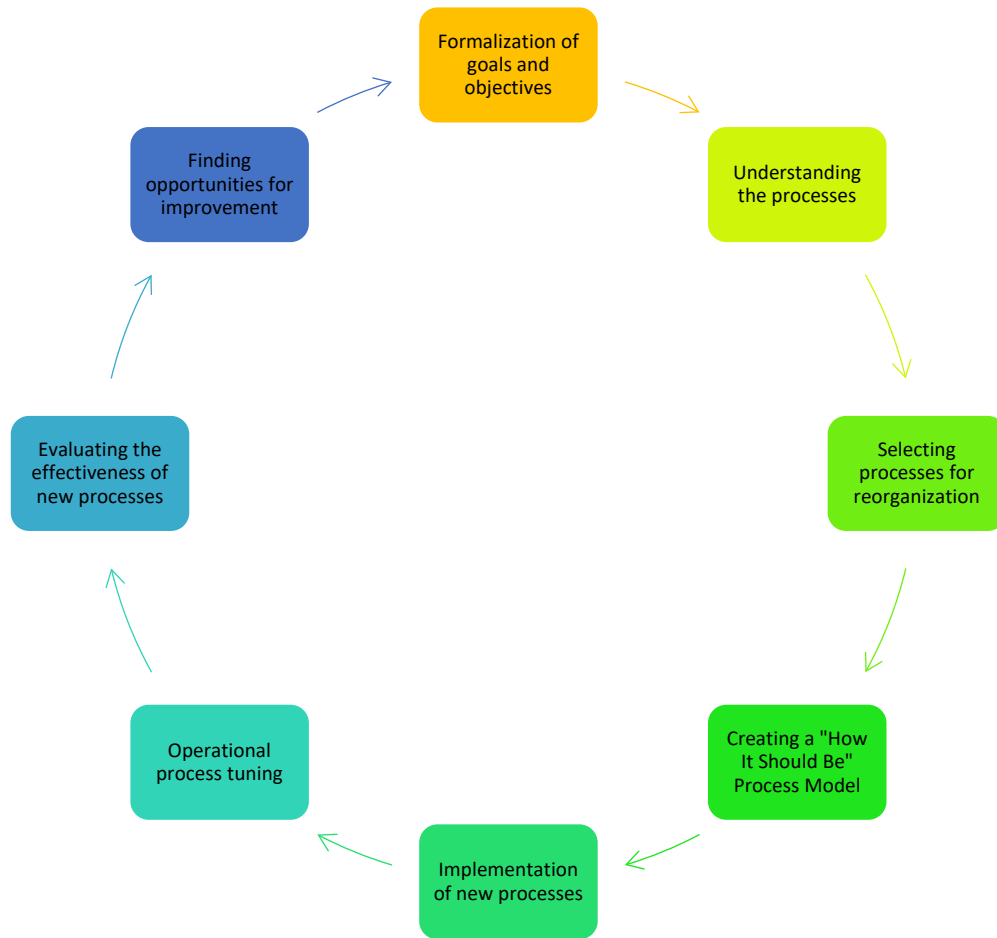 Formalization of
goals and
objectives
Understanding
the processes
Selecting
processes for
reorganization
Creating a "How
It Should Be"
Process Model
Implementation
of new processes
Operational
process tuning
Evaluating the
effectiveness of
new processes
Finding
opportunities for
improvement